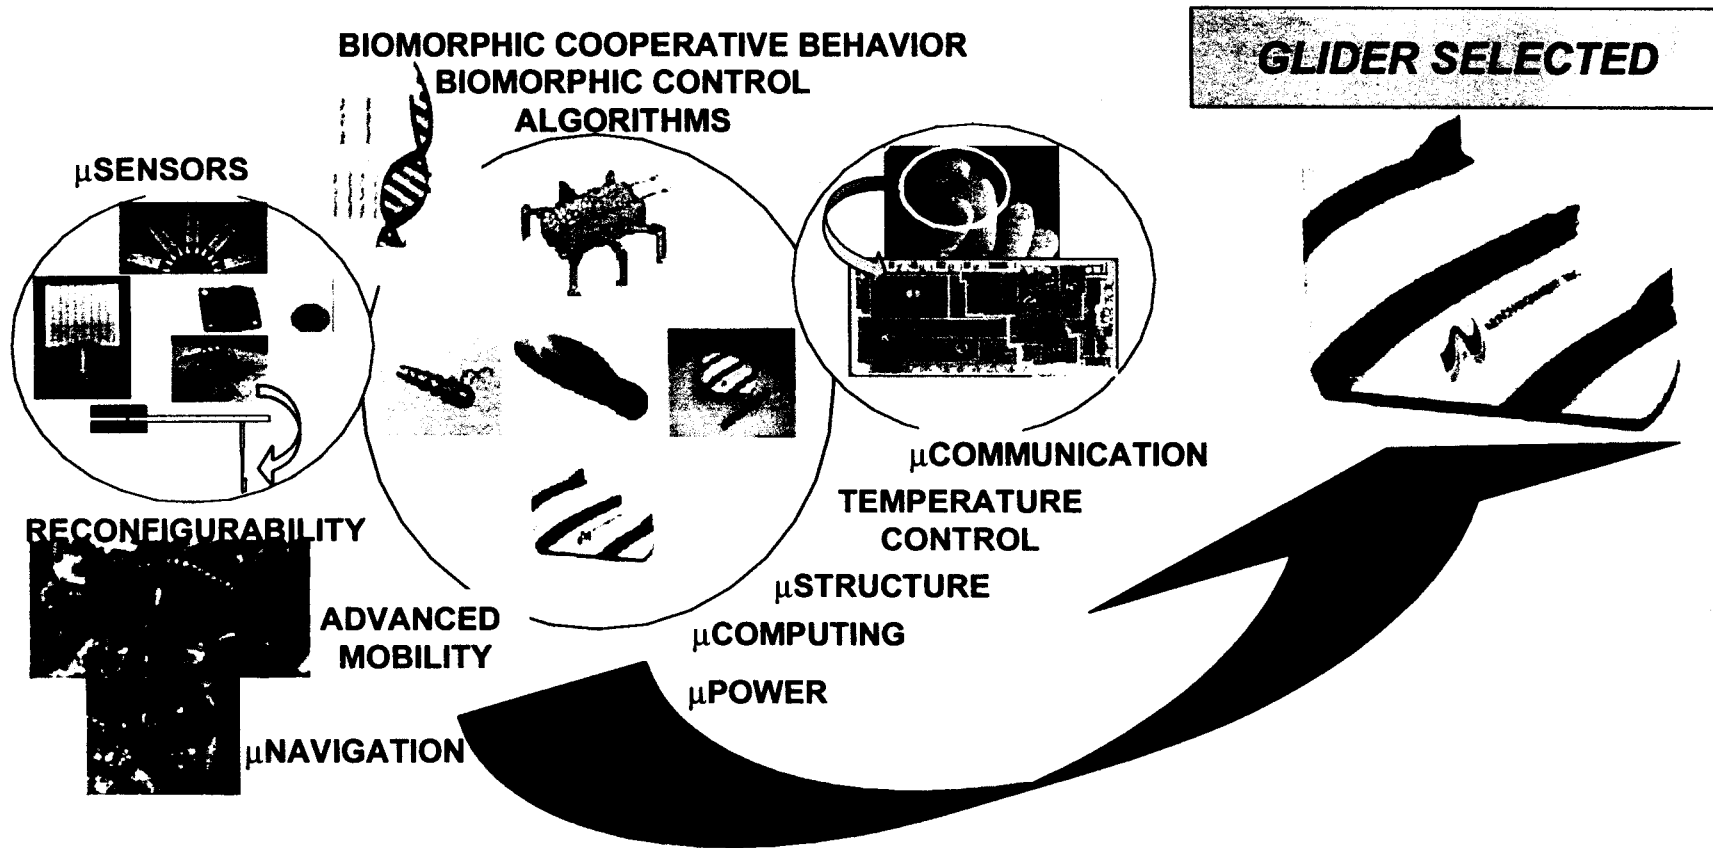 BIOMORPHIC COOPERATIVE BEHAVIOR
BIOMORPHIC CONTROL
ALGORITHMS
GLIDER SELECTED
μSENSORS
μCOMMUNICATION
TEMPERATURE
CONTROL
RECONFIGURABILITY
μSTRUCTURE
ADVANCED
MOBILITY
μCOMPUTING
μPOWER
μNAVIGATION